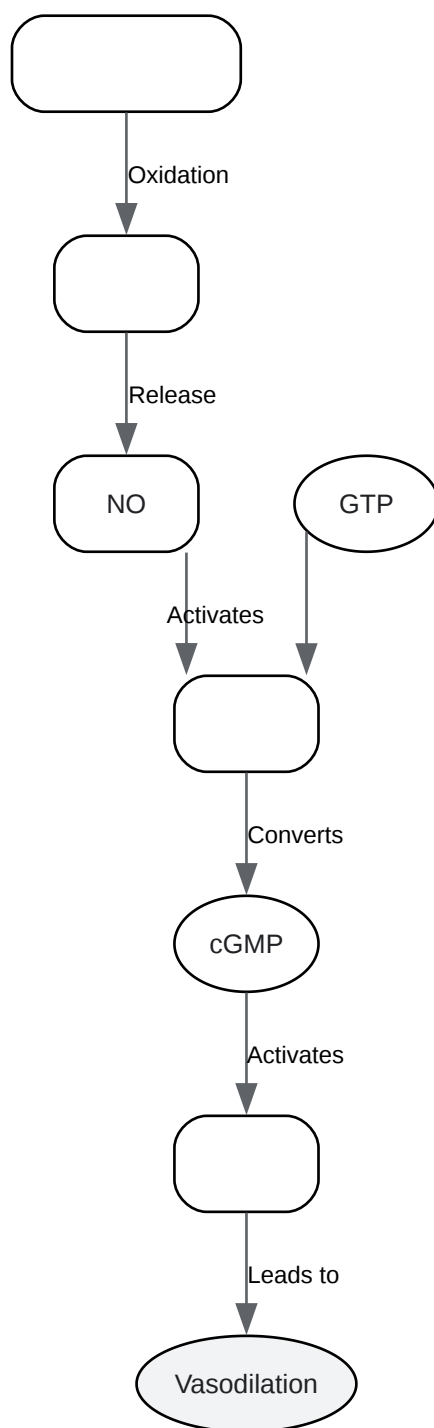 Oxidation
Release
NO
GTP
Activates
Converts
cGMP
Activates
Leads to
Vasodilation